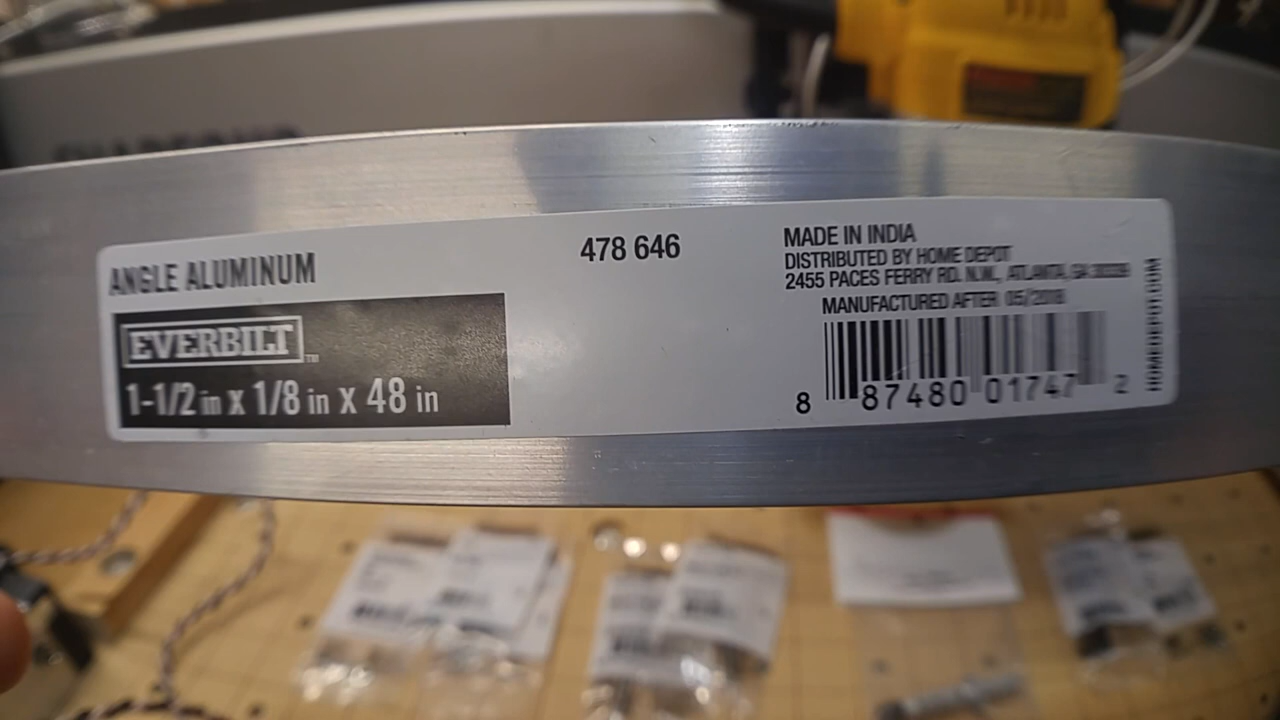 ANGLE ALUMINUM
EVERBILT™
1-1/2 in x 1/8 in x 48 in
478 646
MADE IN INDIA
DISTRIBUTED BY HOME DEPOT
2455 PACES FERRY RD. N.W., ATLANTA, GA
MANUFACTURED AFTER 05/2018
8 87480 01747 2
HOMEDEPOT.COM